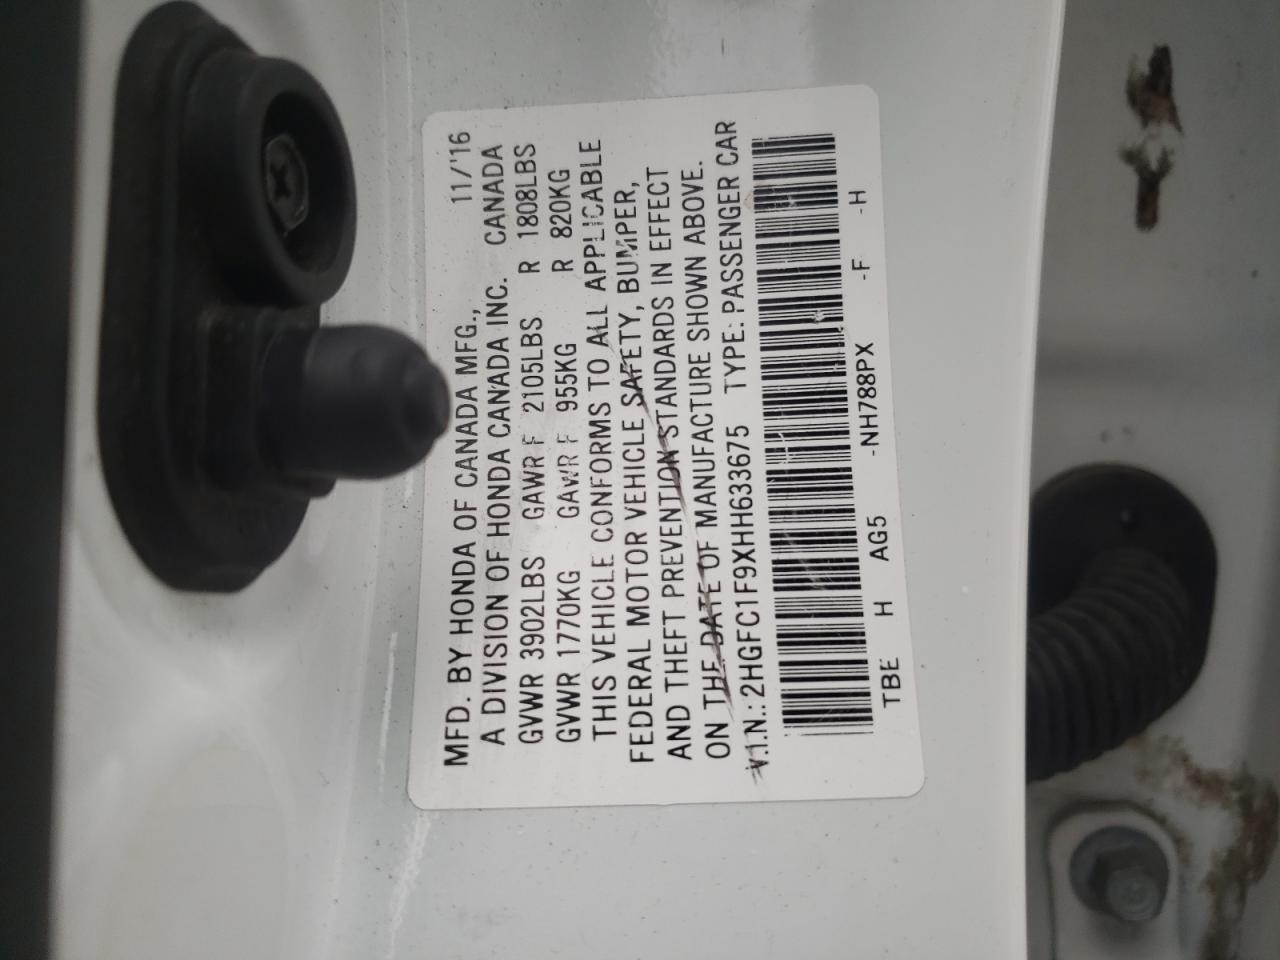 MFD. BY HONDA OF CANADA MFG., 11/'16
A DIVISION OF HONDA CANADA INC. CANADA
GVWR 3902LBS GAWR F 2105LBS R 1808LBS
GVWR 1770KG GAWR F 955KG R 820KG
THIS VEHICLE CONFORMS TO ALL APPLICABLE
FEDERAL MOTOR VEHICLE SAFETY, BUMPER,
AND THEFT PREVENTION STANDARDS IN EFFECT
ON THE DATE OF MANUFACTURE SHOWN ABOVE.
V.I.N.: 2HGFC1F9XHH633675 TYPE: PASSENGER CAR
TBE H AG5 -NH788PX -F -H